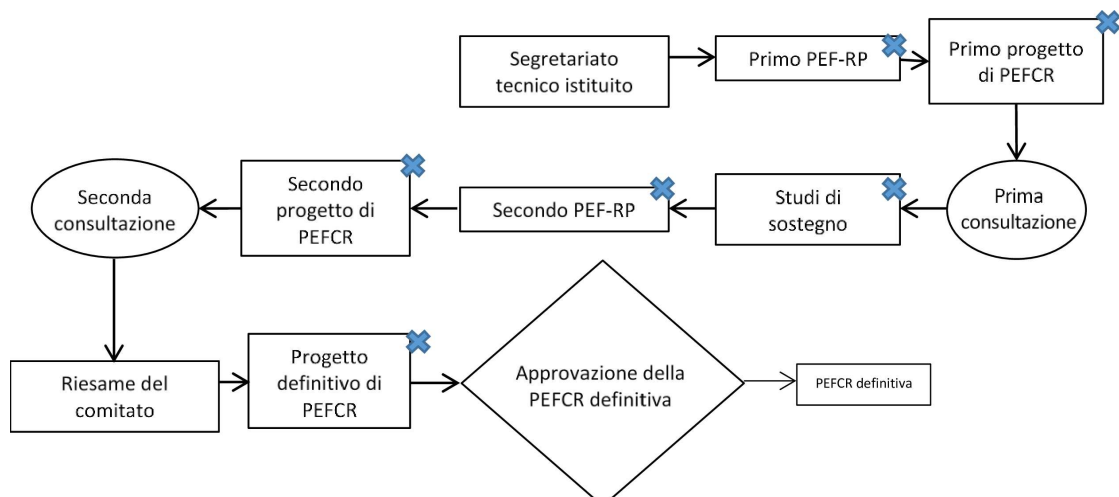 Segretariato
tecnico istituito
Primo PEF-RP
Primo progetto
di PEFCR
Prima
consultazione
Studi di
sostegno
Secondo PEF-RP
Secondo
progetto di
PEFCR
Seconda
consultazione
Riesame del
comitato
Progetto
definitivo di
PEFCR
Approvazione della
PEFCR definitiva
PEFCR definitiva